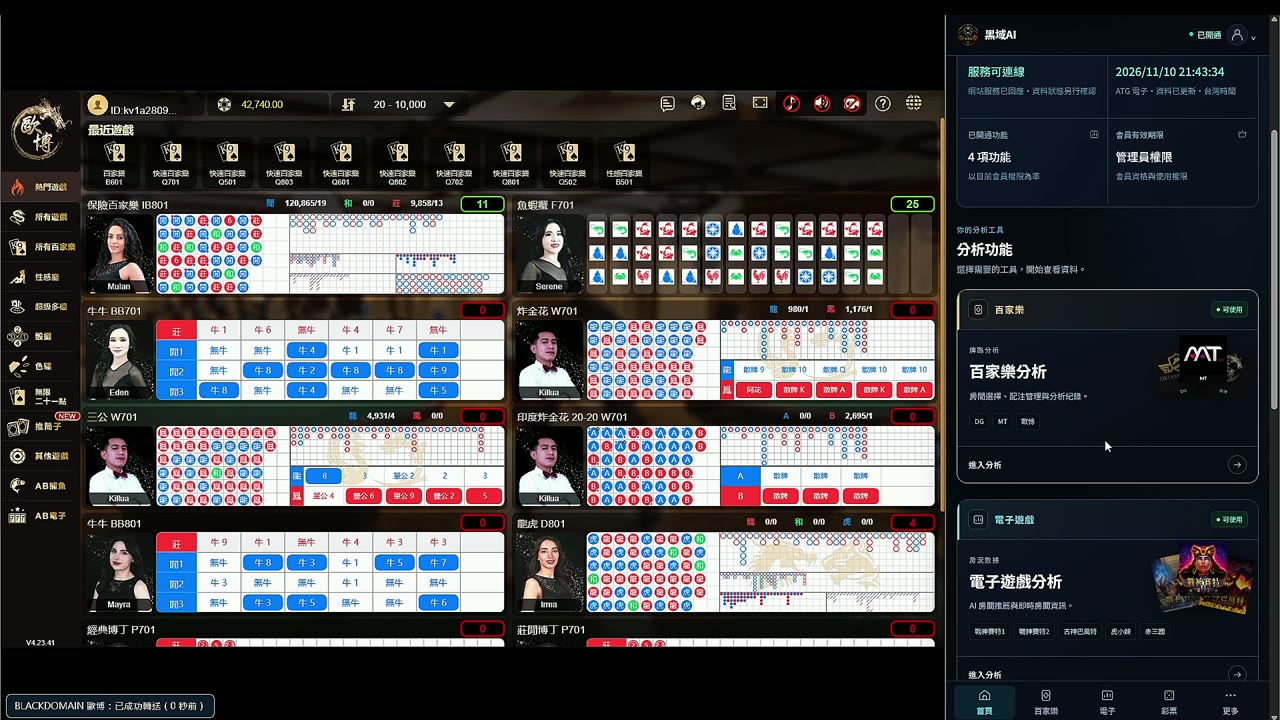 歐博
ID:kv1a2809...
42,740.00
20 - 10,000
熱門遊戲
所有遊戲
所有百家樂
性感廳
超級多檯
骰寶
色碟
無限二十一點
NEW
推筒子
其他遊戲
AB捕魚
AB電子
V4.23.41
最近遊戲
百家樂 B601
快速百家樂 Q701
快速百家樂 Q501
快速百家樂 Q803
快速百家樂 Q601
快速百家樂 Q802
快速百家樂 Q702
快速百家樂 Q801
快速百家樂 Q502
性感百家樂 B501
保險百家樂 IB801 閒 120,865/19 和 0/0 莊 9,858/13 11
Mulan
魚蝦蟹 F701 25
Serene
牛牛 BB701 0
Eden
莊 牛 1 牛 6 無牛 牛 4 牛 7 無牛
閒1 無牛 無牛 牛 4 牛 1 牛 1 牛 1
閒2 無牛 牛 8 牛 2 牛 8 牛 8 牛 9
閒3 牛 8 無牛 牛 4 無牛 無牛 牛 5
炸金花 W701 龍 980/1 鳳 1,176/1 0
Killua
龍 散牌 9 散牌 10 散牌 Q 散牌 10 散牌 10
鳳 同花 散牌 K 散牌 A 散牌 K 散牌 A
三公 W701 龍 4,931/4 鳳 0/0 0
Killua
龍 8 3 單公 2 2 3
鳳 單公 4 雙公 6 單公 9 雙公 2 5
印度炸金花 20-20 W701 A 0/0 B 2,695/1 0
Killua
A 散牌 散牌 散牌
B 散牌 散牌 散牌
牛牛 BB801 0
Mayra
莊 牛 9 牛 1 無牛 牛 4 牛 3 牛 3
閒1 無牛 牛 8 牛 3 牛 1 牛 5 牛 7
閒2 牛 3 無牛 牛 1 無牛 無牛 無牛
閒3 無牛 牛 3 牛 5 無牛 無牛 牛 6
龍虎 D801 龍 0/0 和 0/0 虎 0/0 4
Irma
經典博丁 P701 0
莊閒博丁 P701 0
BLACKDOMAIN 歐博：已成功轉送 ( 0 秒前 )
黑域AI
已開通
服務可連線
網站服務已回應，資料狀態另行確認
2026/11/10 21:43:34
ATG 電子・資料已更新・台灣時間
已開通功能
4 項功能
以目前會員權限為準
會員有效期限
管理員權限
會員資格與使用權限
你的分析工具
分析功能
選擇需要的工具，開始查看資料。
百家樂
可使用
牌路分析
百家樂分析
房間選擇、配注管理與分析紀錄。
MT
DG
MT
歐博
進入分析
電子遊戲
可使用
房況數據
電子遊戲分析
AI 房間推薦與即時房間資訊。
戰神賽特
戰神賽特1
戰神賽特2
古神巴風特
虎小妹
赤三國
進入分析
首頁
百家樂
電子
彩票
更多